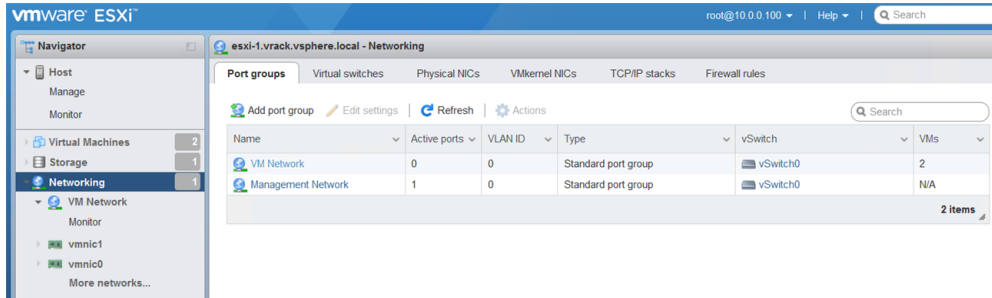 vmware ESXi™
root@10.0.0.100 | Help | Search
Navigator
Host
Manage
Monitor
Virtual Machines 2
Storage 1
Networking 1
VM Network
Monitor
vmnic1
vmnic0
More networks...
esxi-1.vrack.vsphere.local - Networking
Port groups Virtual switches Physical NICs VMkernel NICs TCP/IP stacks Firewall rules
Add port group Edit settings | Refresh | Actions Search
Name Active ports VLAN ID Type vSwitch VMs
VM Network 0 0 Standard port group vSwitch0 2
Management Network 1 0 Standard port group vSwitch0 N/A
2 items